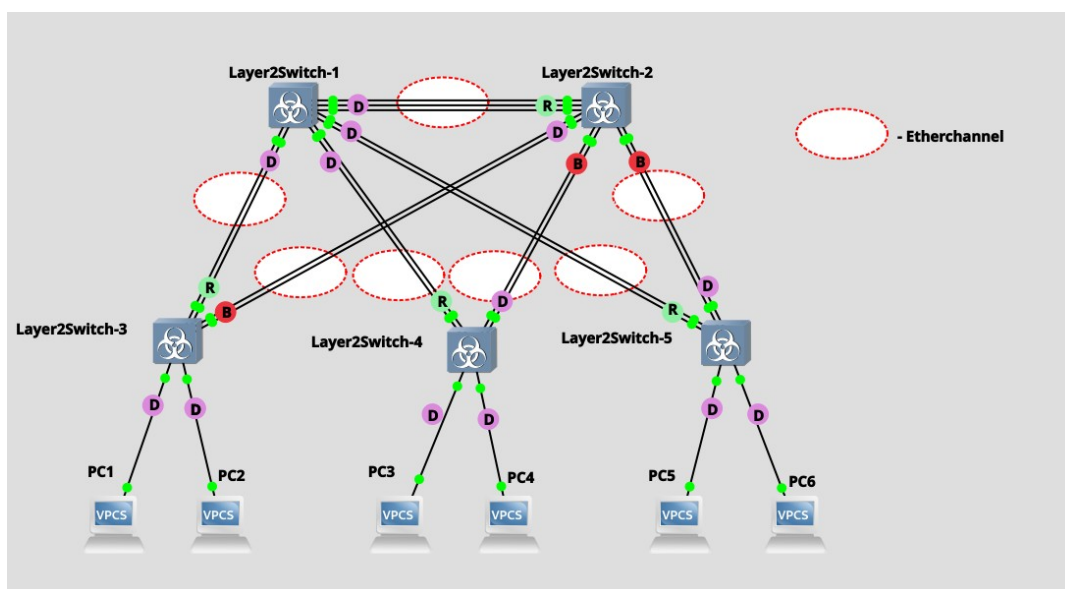 Layer2Switch-1
Layer2Switch-2
D
R
D
D
D
D
B
B
- Etherchannel
R
B
R
D
R
D
Layer2Switch-3
Layer2Switch-4
Layer2Switch-5
D
D
D
D
D
D
PC1
PC2
PC3
PC4
PC5
PC6
VPCS
VPCS
VPCS
VPCS
VPCS
VPCS